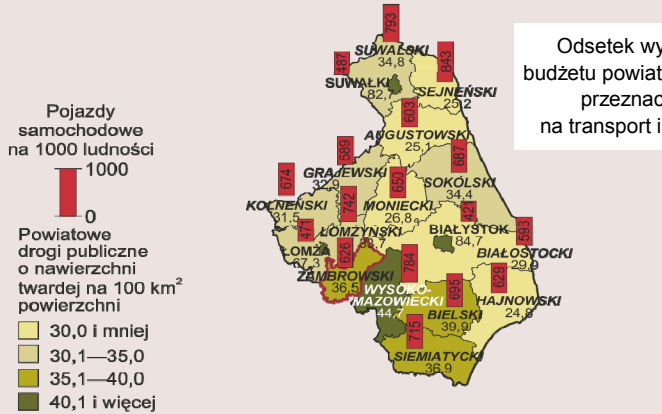 Odsetek wy
budżetu powiat
przeznac
na transport i
Pojazdy
samochodowe
na 1000 ludności
1000
0
Powiatowe
drogi publiczne
o nawierzchni
twardej na 100 km²
powierzchni
30,0 i mniej
30,1—35,0
35,1—40,0
40,1 i więcej
793
SUWALSKI
34,8
487
SUWAŁKI
82,7
843
SEJNEŃSKI
25,2
603
AUGUSTOWSKI
25,1
589
GRAJEWSKI
32,9
687
SOKÓLSKI
34,4
674
KOLNEŃSKI
31,5
742
ŁOMŻYŃSKI
33,7
650
MONIECKI
26,8
471
ŁOMŻA
67,3
421
BIAŁYSTOK
84,7
593
BIAŁOSTOCKI
29,9
626
ZAMBROWSKI
36,5
784
WYSOKO-
MAZOWIECKI
44,7
695
BIELSKI
39,9
629
HAJNOWSKI
24,8
715
SIEMIATYCKI
36,9